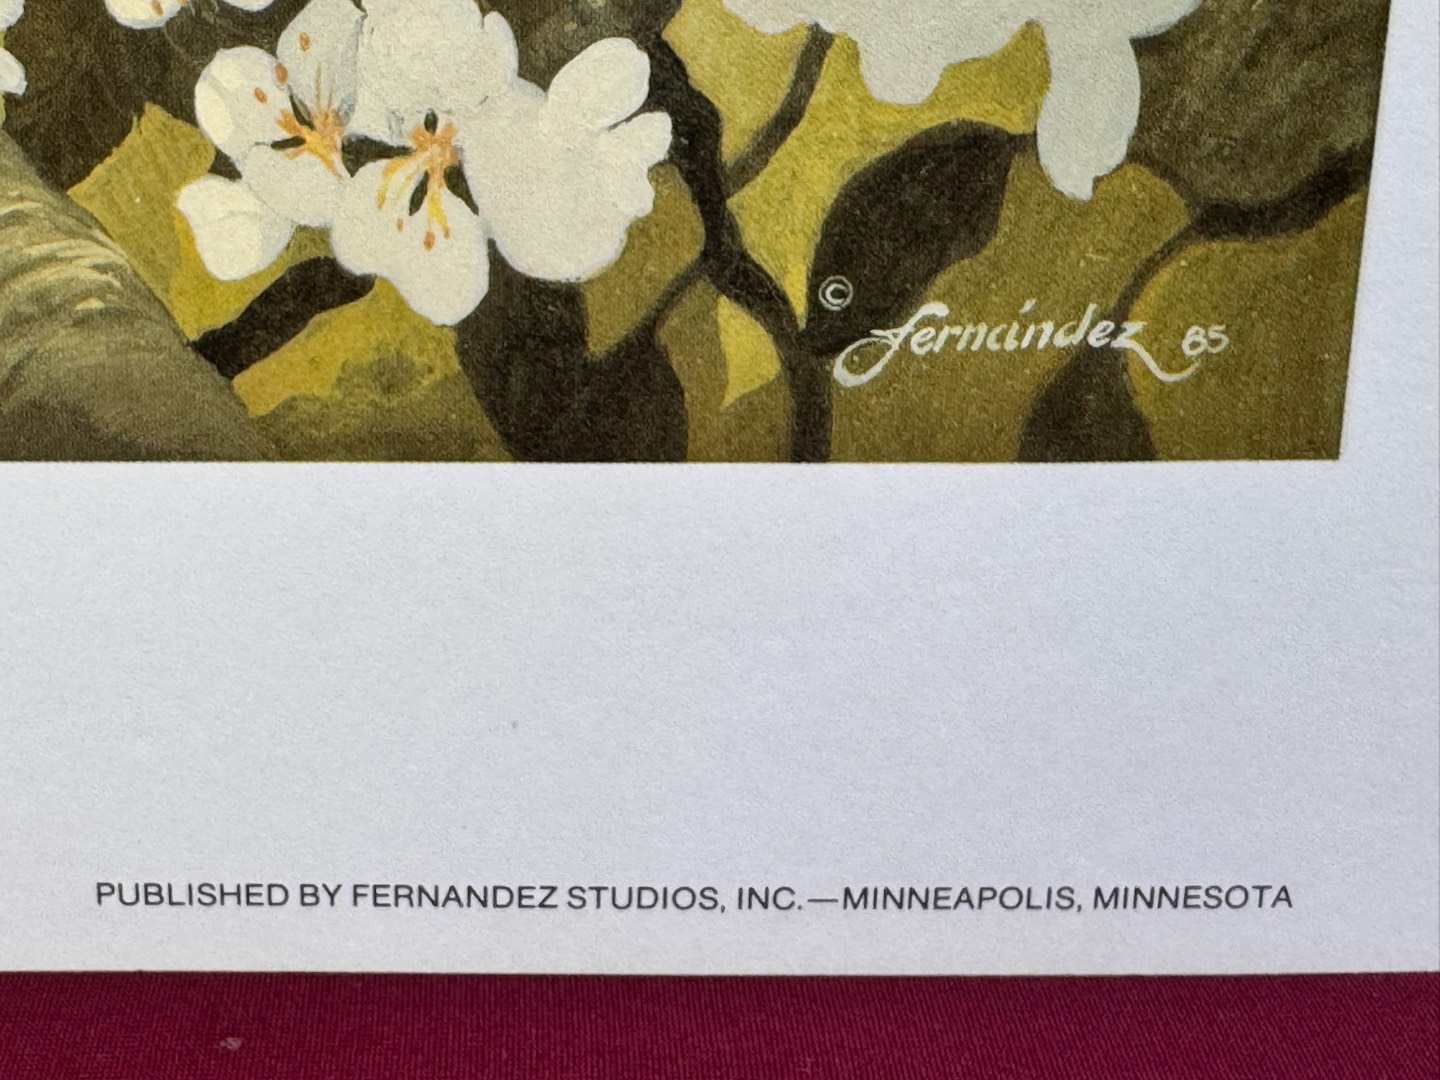 © fernández 85
PUBLISHED BY FERNANDEZ STUDIOS, INC.—MINNEAPOLIS, MINNESOTA